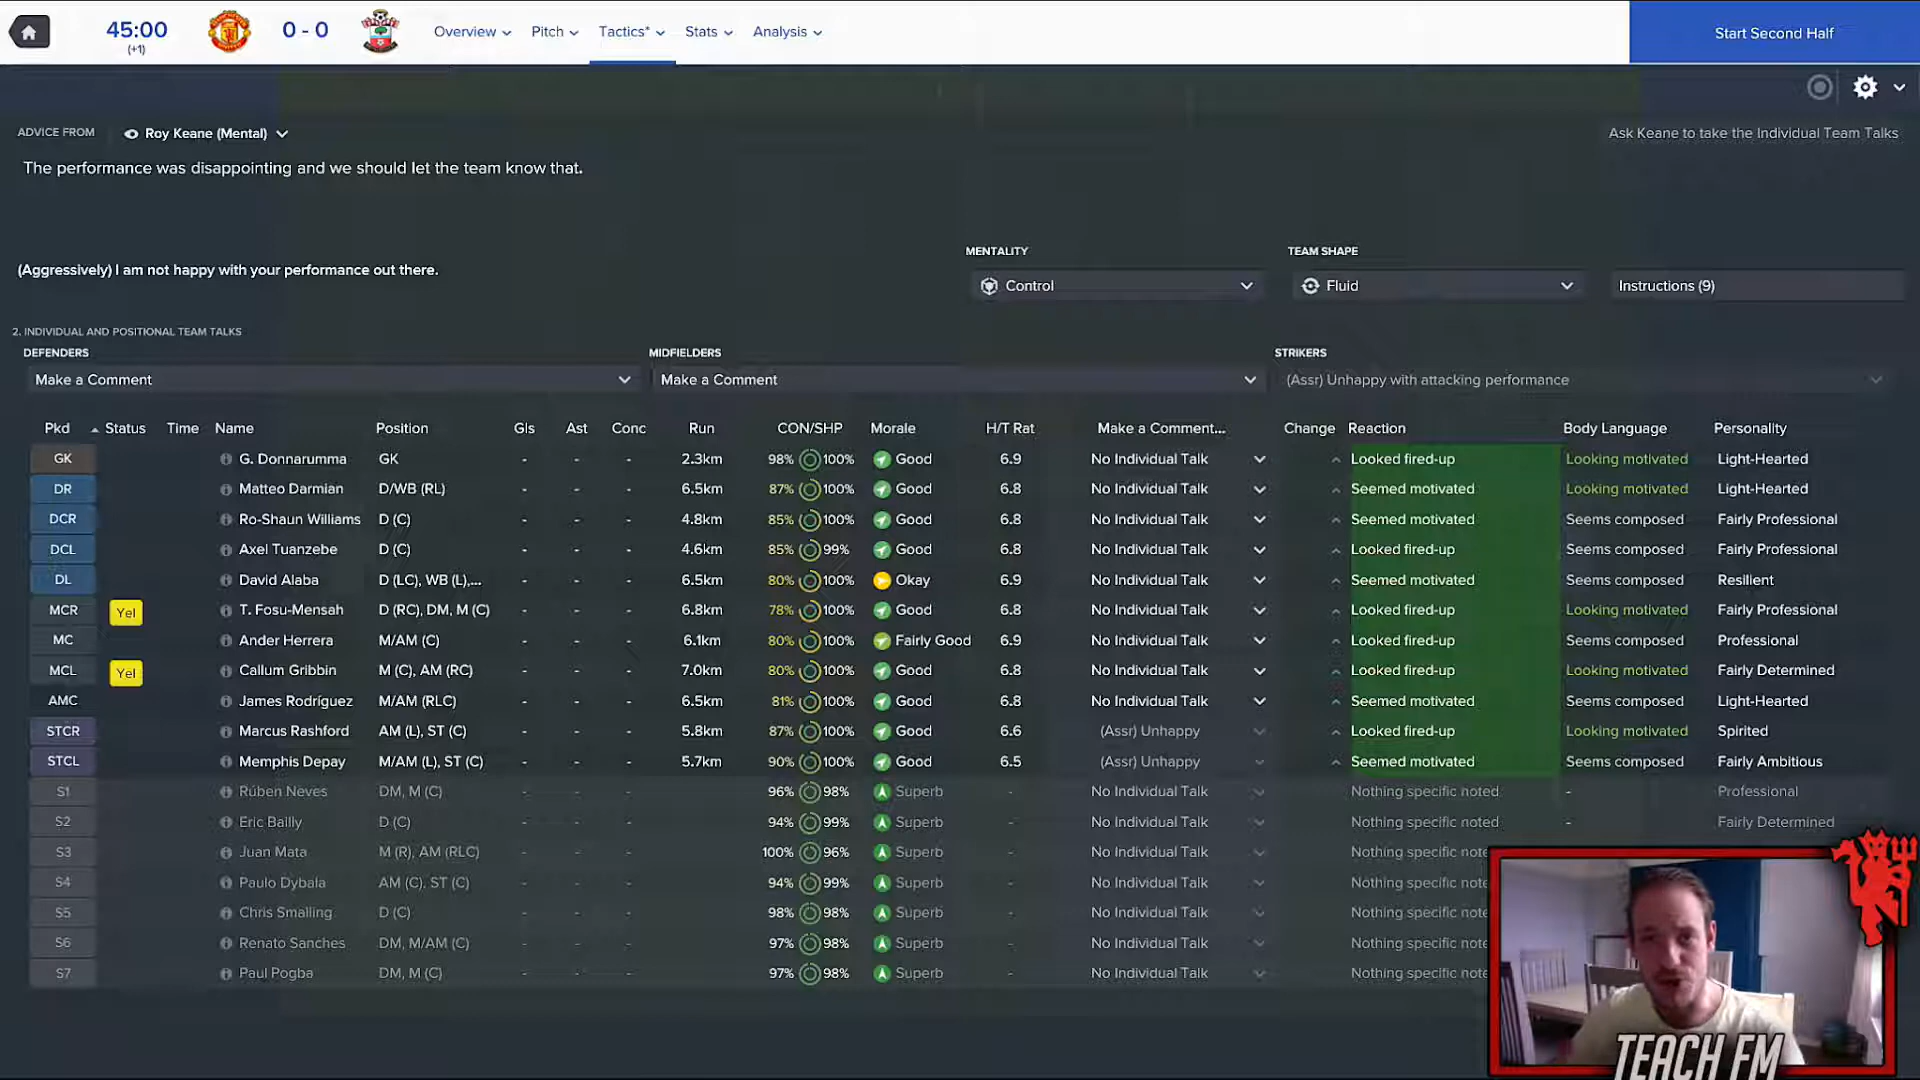 45:00
(+1)
0 - 0
Overview
Pitch
Tactics*
Stats
Analysis
Start Second Half
ADVICE FROM Roy Keane (Mental)
Ask Keane to take the Individual Team Talks
The performance was disappointing and we should let the team know that.
MENTALITY TEAM SHAPE
(Aggressively) I am not happy with your performance out there.
Control Fluid Instructions (9)
2. INDIVIDUAL AND POSITIONAL TEAM TALKS
DEFENDERS MIDFIELDERS STRIKERS
Make a Comment Make a Comment (Assr) Unhappy with attacking performance
Pkd Status Time Name Position Gls Ast Conc Run CON/SHP Morale H/T Rat Make a Comment... Change Reaction Body Language Personality
GK G. Donnarumma GK - - - 2.3km 98% 100% Good 6.9 No Individual Talk Looked fired-up Looking motivated Light-Hearted
DR Matteo Darmian D/WB (RL) - - - 6.5km 87% 100% Good 6.8 No Individual Talk Seemed motivated Looking motivated Light-Hearted
DCR Ro-Shaun Williams D (C) - - - 4.8km 85% 100% Good 6.8 No Individual Talk Seemed motivated Seems composed Fairly Professional
DCL Axel Tuanzebe D (C) - - - 4.6km 85% 99% Good 6.8 No Individual Talk Looked fired-up Seems composed Fairly Professional
DL David Alaba D (LC), WB (L),... - - - 6.5km 80% 100% Okay 6.9 No Individual Talk Seemed motivated Seems composed Resilient
MCR Yel T. Fosu-Mensah D (RC), DM, M (C) - - - 6.8km 78% 100% Good 6.8 No Individual Talk Looked fired-up Looking motivated Fairly Professional
MC Ander Herrera M/AM (C) - - - 6.1km 80% 100% Fairly Good 6.9 No Individual Talk Looked fired-up Seems composed Professional
MCL Yel Callum Gribbin M (C), AM (RC) - - - 7.0km 80% 100% Good 6.8 No Individual Talk Looked fired-up Looking motivated Fairly Determined
AMC James Rodríguez M/AM (RLC) - - - 6.5km 81% 100% Good 6.8 No Individual Talk Seemed motivated Seems composed Light-Hearted
STCR Marcus Rashford AM (L), ST (C) - - - 5.8km 87% 100% Good 6.6 (Assr) Unhappy Looked fired-up Looking motivated Spirited
STCL Memphis Depay M/AM (L), ST (C) - - - 5.7km 90% 100% Good 6.5 (Assr) Unhappy Seemed motivated Seems composed Fairly Ambitious
S1 Rúben Neves DM, M (C) - - - 96% 98% Superb - No Individual Talk Nothing specific noted - Professional
S2 Eric Bailly D (C) - - - 94% 99% Superb - No Individual Talk Nothing specific noted - Fairly Determined
S3 Juan Mata M (R), AM (RLC) - - - 100% 96% Superb - No Individual Talk Nothing specific note
S4 Paulo Dybala AM (C), ST (C) - - - 94% 99% Superb - No Individual Talk Nothing specific note
S5 Chris Smalling D (C) - - - 98% 98% Superb - No Individual Talk Nothing specific note
S6 Renato Sanches DM, M/AM (C) - - - 97% 98% Superb - No Individual Talk Nothing specific note
S7 Paul Pogba DM, M (C) - - - 97% 98% Superb - No Individual Talk Nothing specific note
TEACH FM